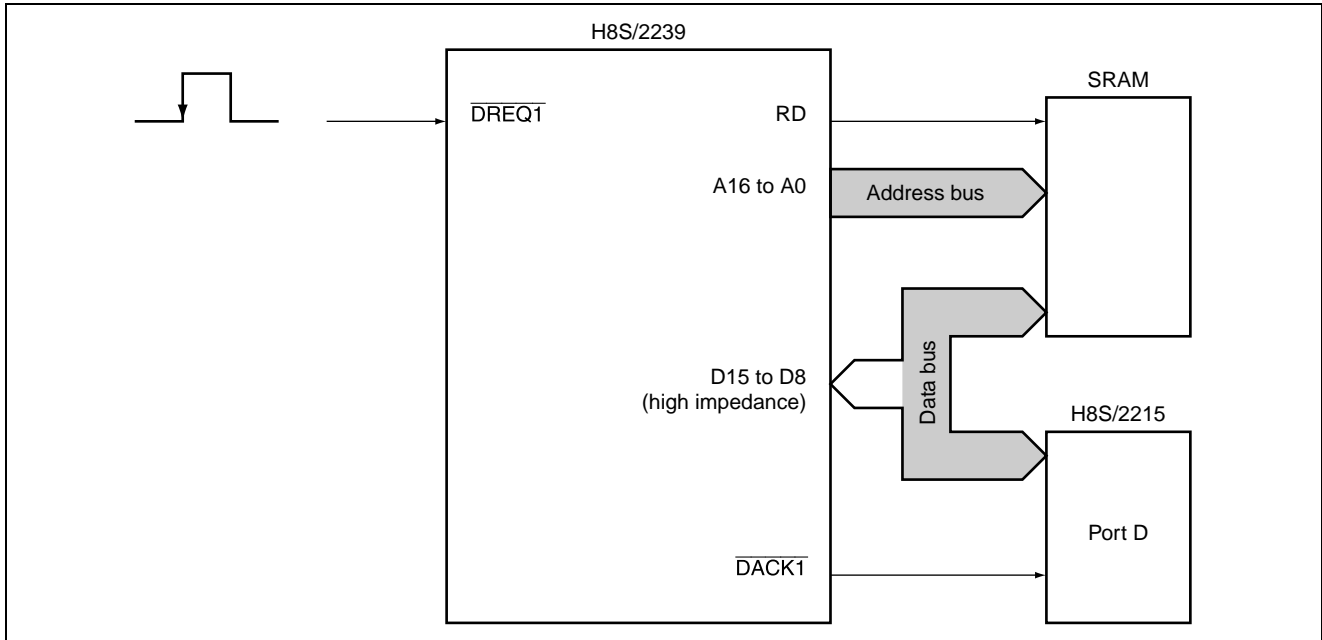 H8S/2239
SRAM
DREQ1
RD
A16 to A0
Address bus
D15 to D8
(high impedance)
Data bus
H8S/2215
Port D
DACK1